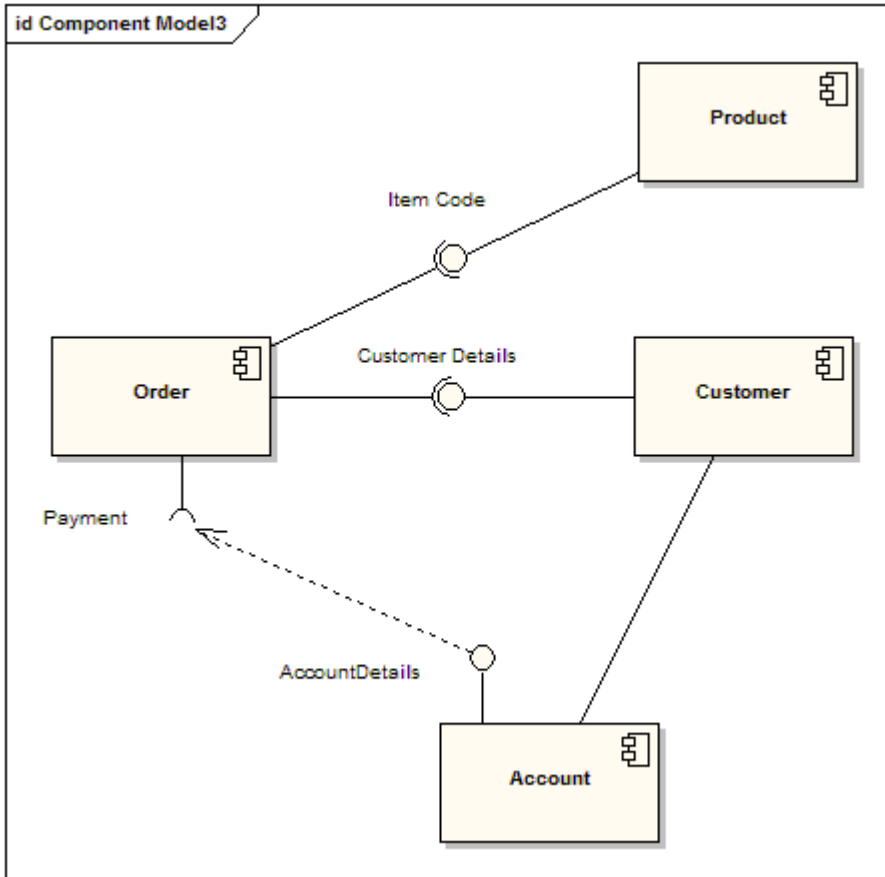 id Component Model3
Product
Item Code
Customer Details
Order
Customer
Payment
AccountDetails
Account